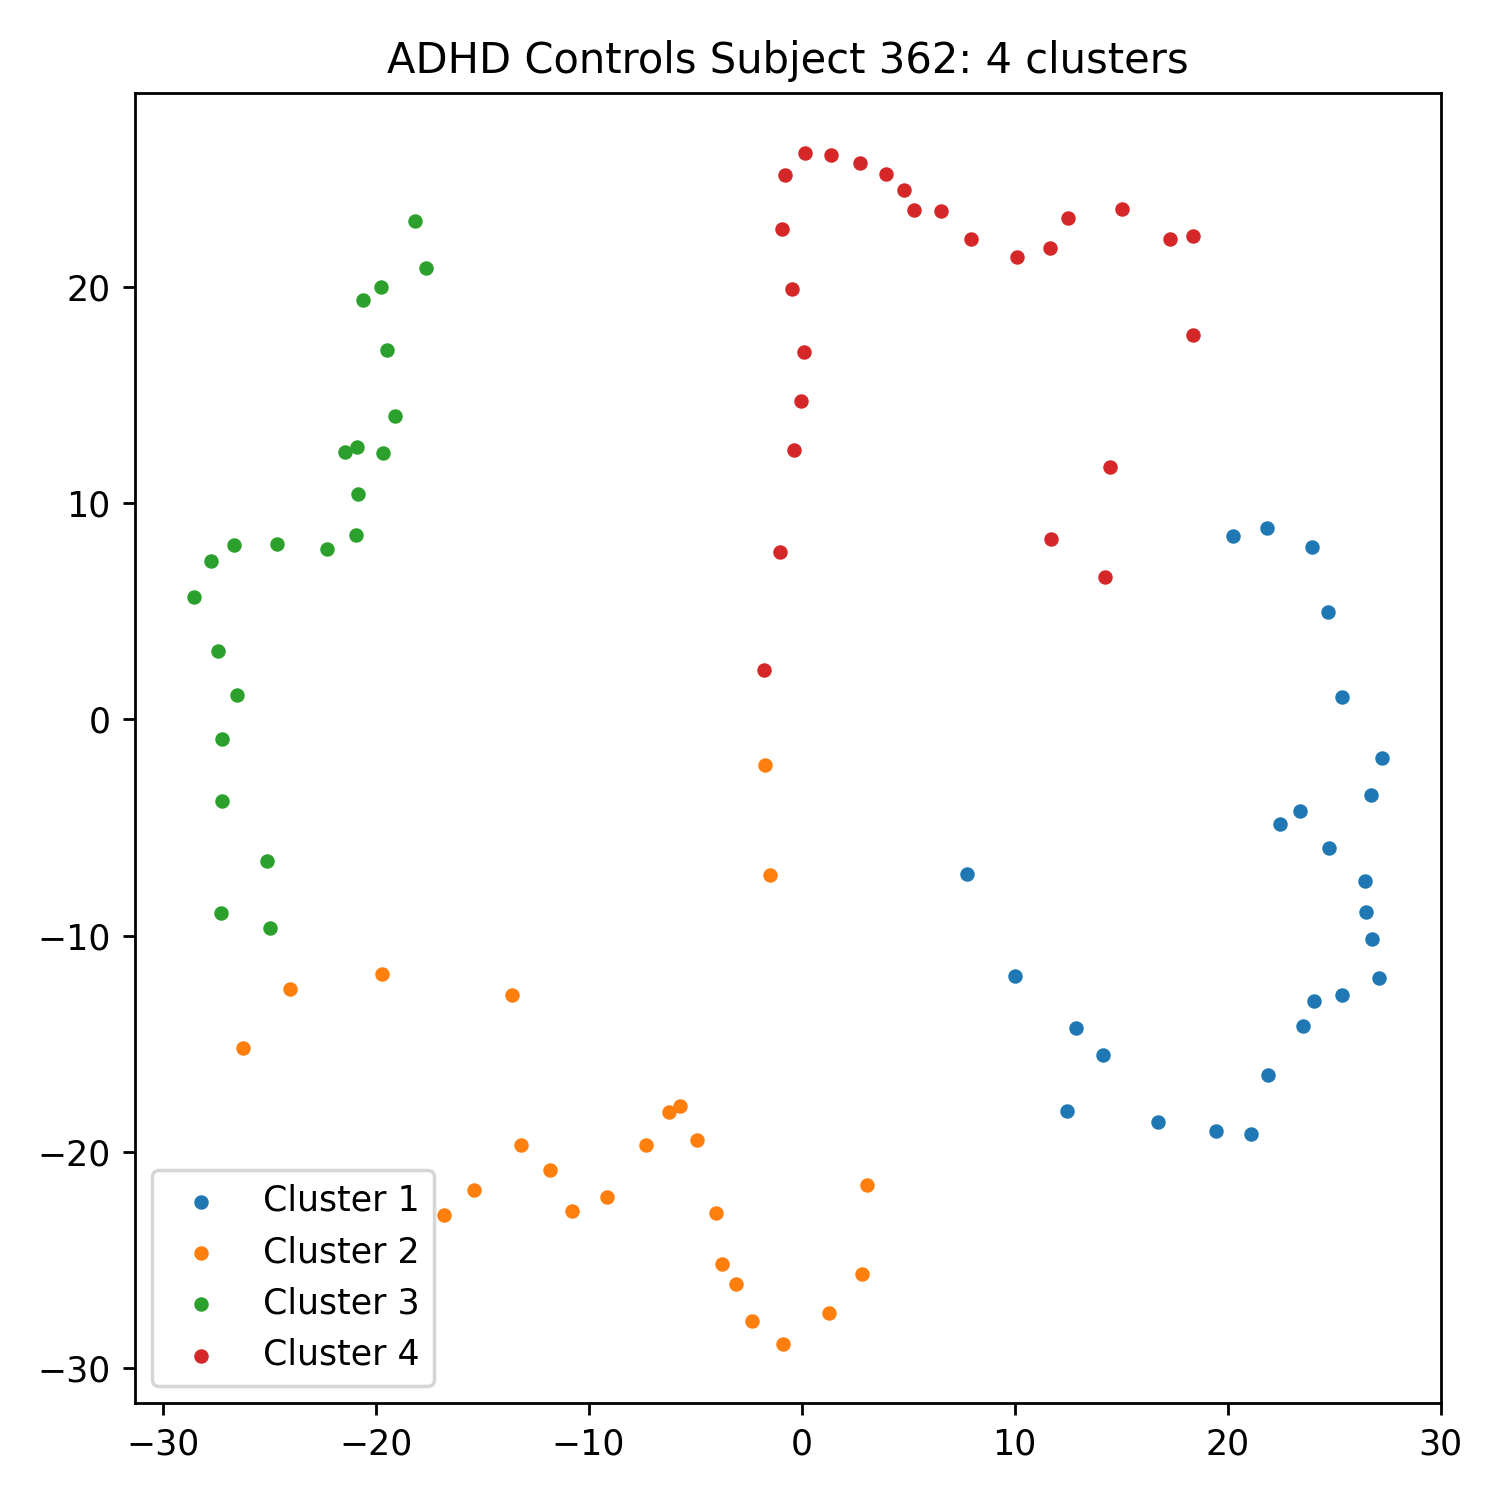 ADHD Controls Subject 362: 4 clusters
20
10
0
−10
−20
−30
Cluster 1
Cluster 2
Cluster 3
Cluster 4
−30 −20 −10 0 10 20 30